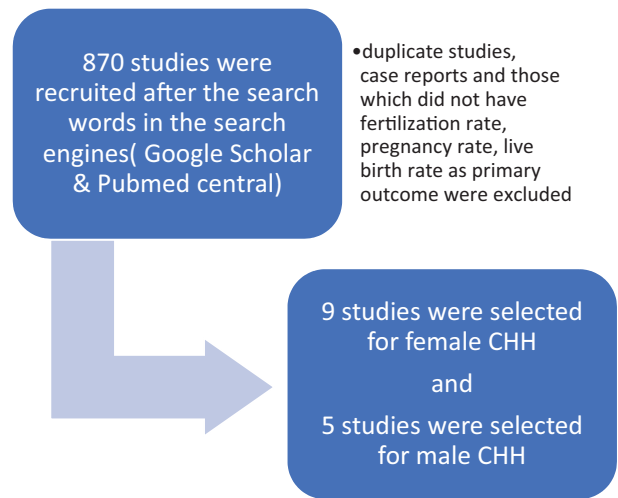 870 studies were
recruited after the search
words in the search
engines( Google Scholar
& Pubmed central)
•duplicate studies,
case reports and those
which did not have
fertilization rate,
pregnancy rate, live
birth rate as primary
outcome were excluded
9 studies were selected
for female CHH
and
5 studies were selected
for male CHH